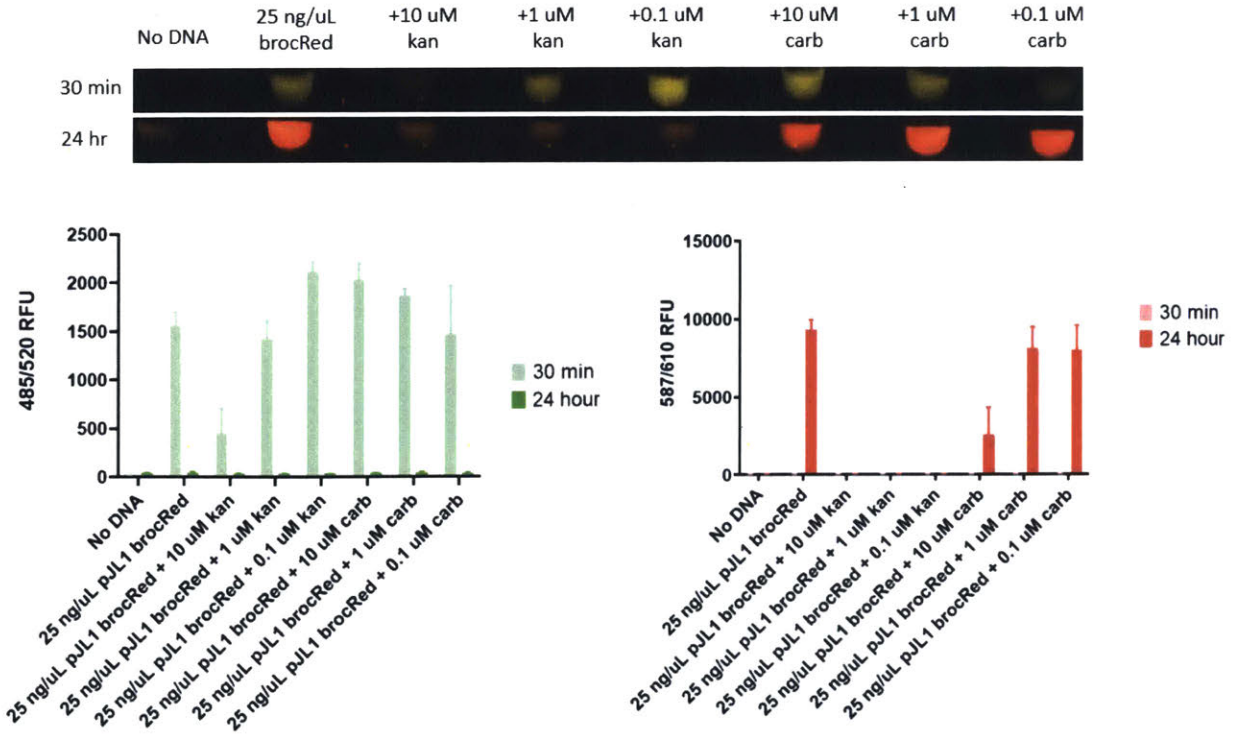 No DNA
25 ng/uL
brocRed
+10 uM
kan
+1 uM
kan
+0.1 uM
kan
+10 uM
carb
+1 uM
carb
+0.1 uM
carb
30 min
24 hr
2500
2000
1500
1000
500
0
485/520 RFU
30 min
24 hour
No DNA
25 ng/uL pJL1 brocRed
25 ng/uL pJL1 brocRed + 10 uM kan
25 ng/uL pJL1 brocRed + 1 uM kan
25 ng/uL pJL1 brocRed + 0.1 uM kan
25 ng/uL pJL1 brocRed + 10 uM carb
25 ng/uL pJL1 brocRed + 1 uM carb
25 ng/uL pJL1 brocRed + 0.1 uM carb
15000
10000
5000
0
587/610 RFU
30 min
24 hour
No DNA
25 ng/uL pJL1 brocRed
25 ng/uL pJL1 brocRed + 10 uM kan
25 ng/uL pJL1 brocRed + 1 uM kan
25 ng/uL pJL1 brocRed + 0.1 uM kan
25 ng/uL pJL1 brocRed + 10 uM carb
25 ng/uL pJL1 brocRed + 1 uM carb
25 ng/uL pJL1 brocRed + 0.1 uM carb